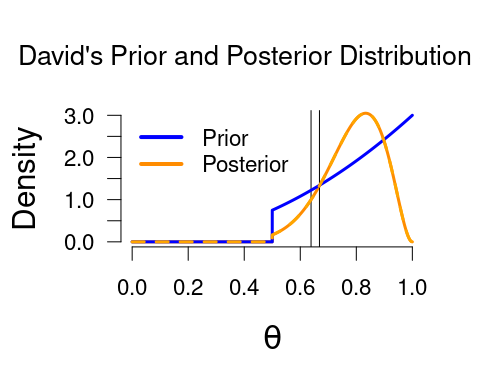 David's Prior and Posterior Distribution
Density
3.0
2.0
1.0
0.0
Prior
Posterior
0.0 0.2 0.4 0.6 0.8 1.0
θ